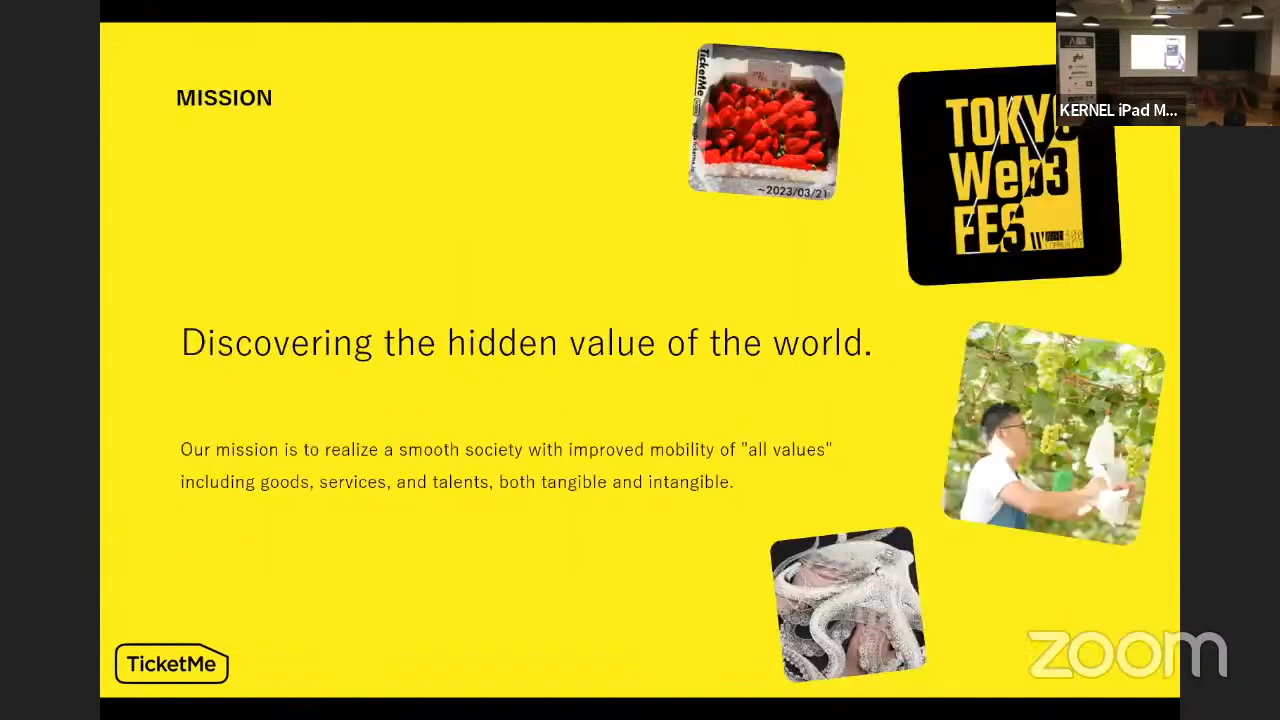 MISSION
TicketMe
~2023/03/21
TOKYO
Web3
FES
KERNEL iPad M...
Discovering the hidden value of the world.
Our mission is to realize a smooth society with improved mobility of "all values"
including goods, services, and talents, both tangible and intangible.
TicketMe
zoom